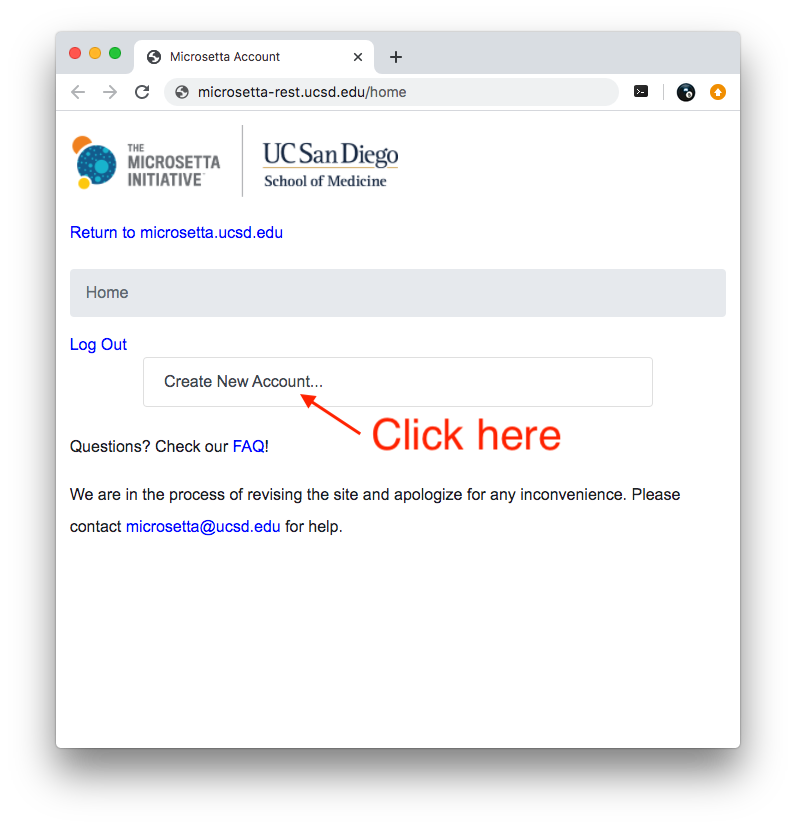 Microsetta Account
microsetta-rest.ucsd.edu/home
THE
MICROSETTA
INITIATIVE
UC San Diego
School of Medicine
Return to microsetta.ucsd.edu
Home
Log Out
Create New Account...
Click here
Questions? Check our FAQ!
We are in the process of revising the site and apologize for any inconvenience. Please
contact microsetta@ucsd.edu for help.